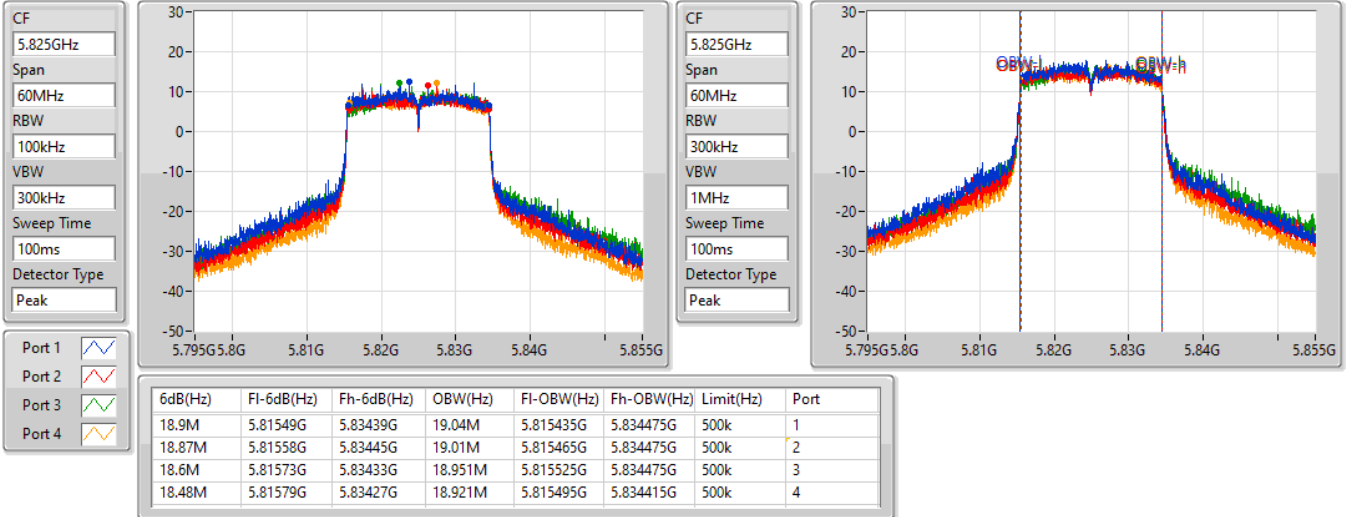 CF
5.825GHz
Span
60MHz
RBW
100kHz
VBW
300kHz
Sweep Time
100ms
Detector Type
Peak
30
20
10
0
-10
-20
-30
-40
-50
5.795G 5.8G 5.81G 5.82G 5.83G 5.84G 5.855G
CF
5.825GHz
Span
60MHz
RBW
300kHz
VBW
1MHz
Sweep Time
100ms
Detector Type
Peak
30
20
10
0
-10
-20
-30
-40
-50
OBW-l OBW-h
5.795G 5.8G 5.81G 5.82G 5.83G 5.84G 5.855G
Port 1
Port 2
Port 3
Port 4
6dB(Hz) Fl-6dB(Hz) Fh-6dB(Hz) OBW(Hz) Fl-OBW(Hz) Fh-OBW(Hz) Limit(Hz) Port
18.9M 5.81549G 5.83439G 19.04M 5.815435G 5.834475G 500k 1
18.87M 5.81558G 5.83445G 19.01M 5.815465G 5.834475G 500k 2
18.6M 5.81573G 5.83433G 18.951M 5.815525G 5.834475G 500k 3
18.48M 5.81579G 5.83427G 18.921M 5.815495G 5.834415G 500k 4